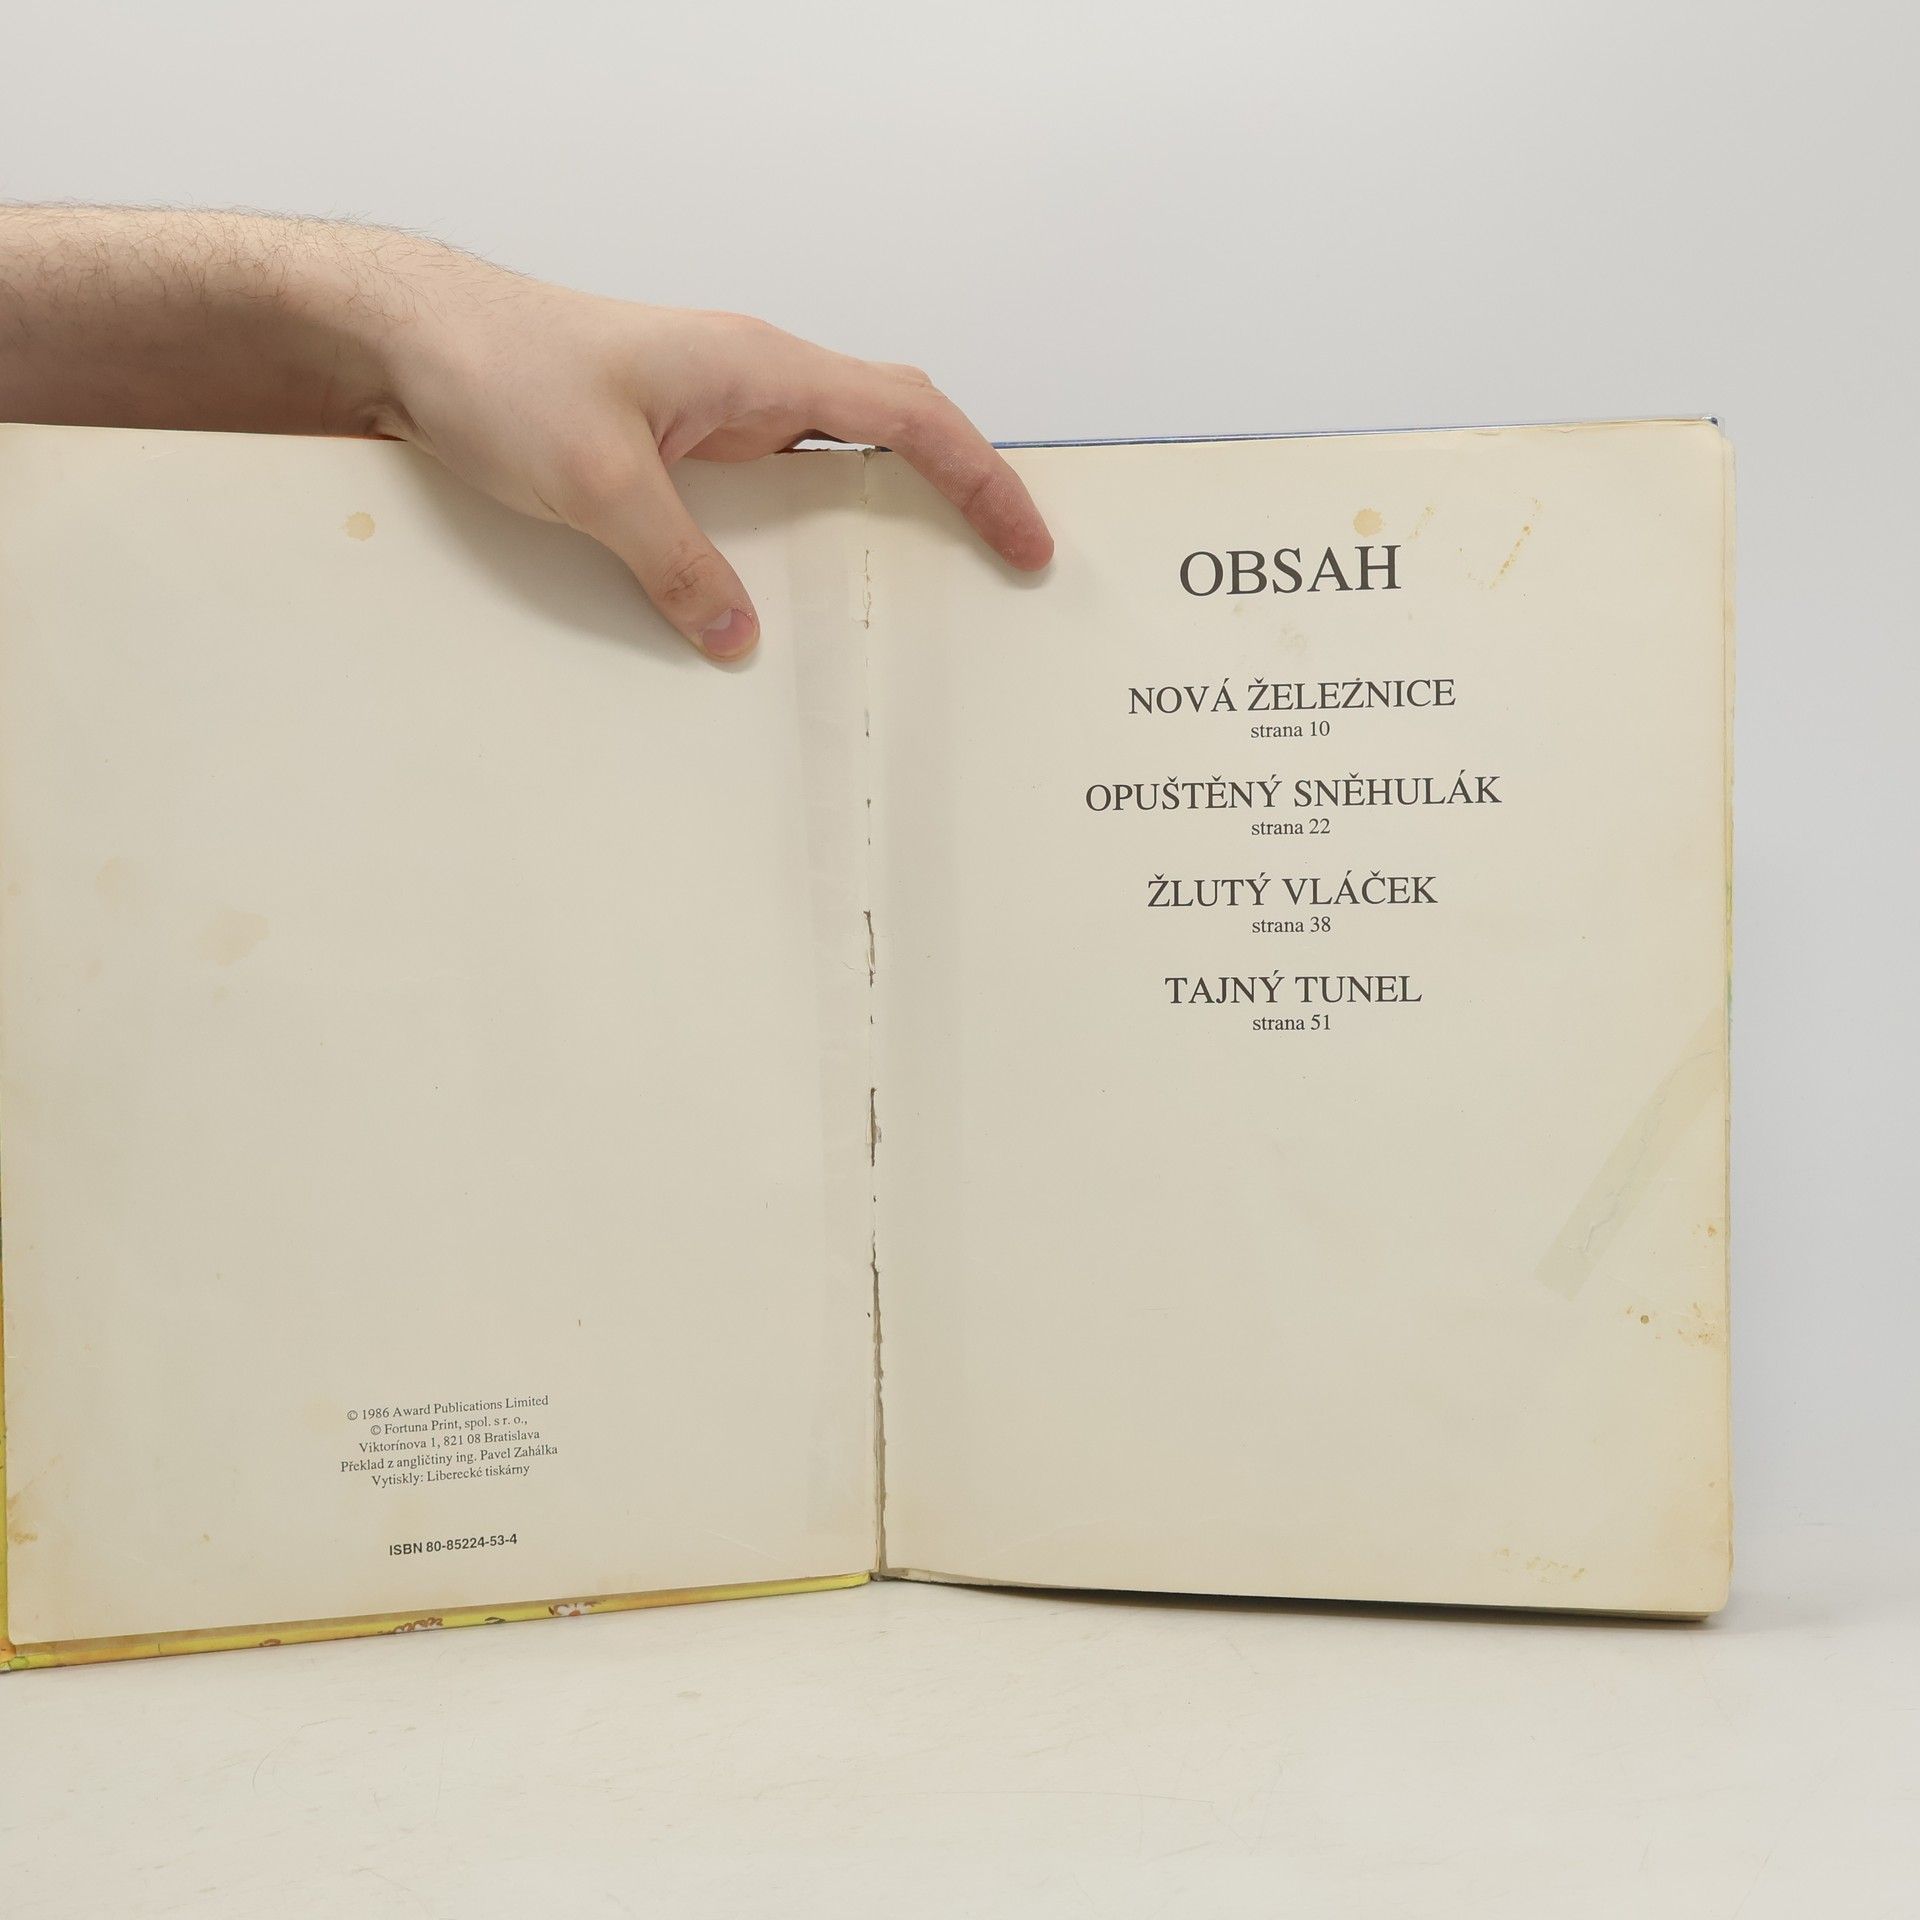 © 1986 Award Publications Limited
© Fortuna Print, spol. s r. o.,
Viktorínova 1, 821 08 Bratislava
Překlad z angličtiny ing. Pavel Zahálka
Vytiskly: Liberecké tiskárny
ISBN 80-85224-53-4
OBSAH
NOVÁ ŽELEŻNICE
strana 10
OPUŠTĚNÝ SNĚHULÁK
strana 22
ŽLUTÝ VLÁČEK
strana 38
TAJNÝ TUNEL
strana 51